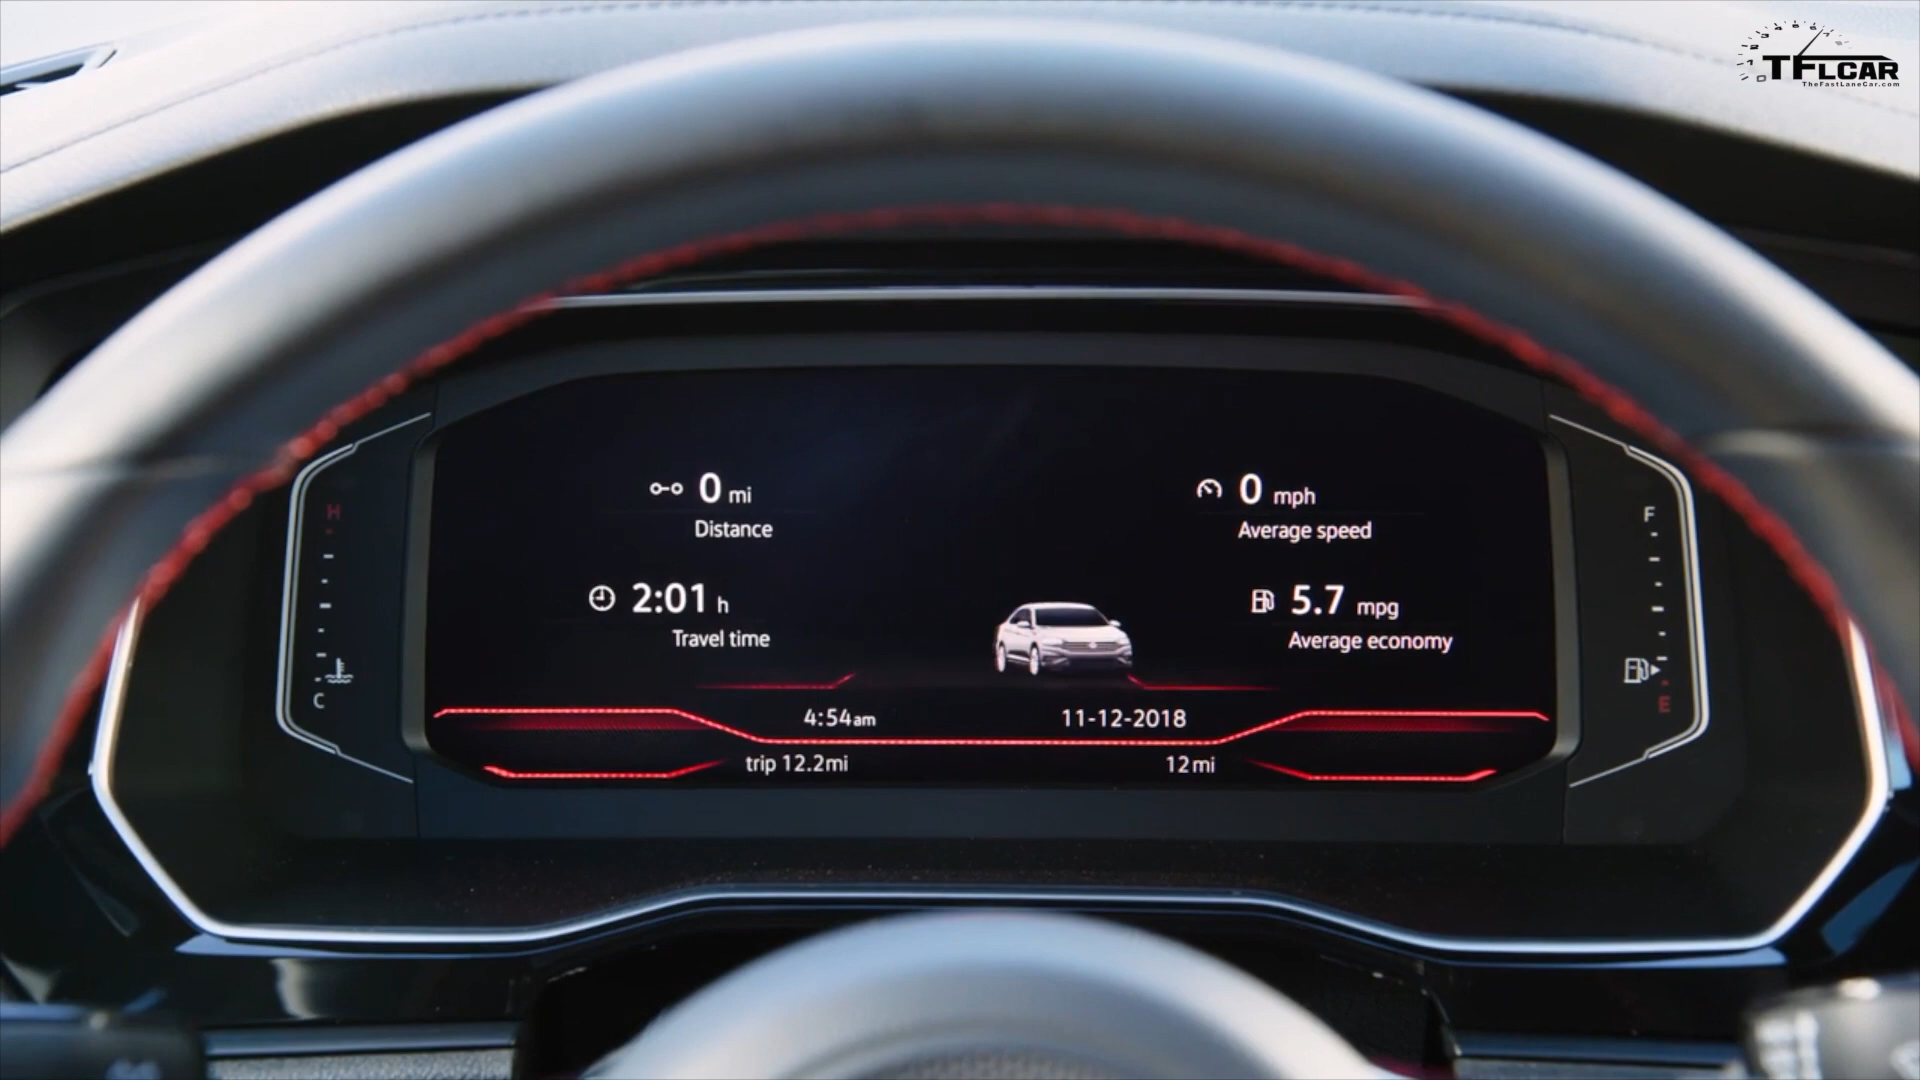 TFLCAR
TheFastLaneCar.com
0 mi
Distance
0 mph
Average speed
2:01 h
Travel time
5.7 mpg
Average economy
4:54am
11-12-2018
trip 12.2mi
12mi
H
C
F
E